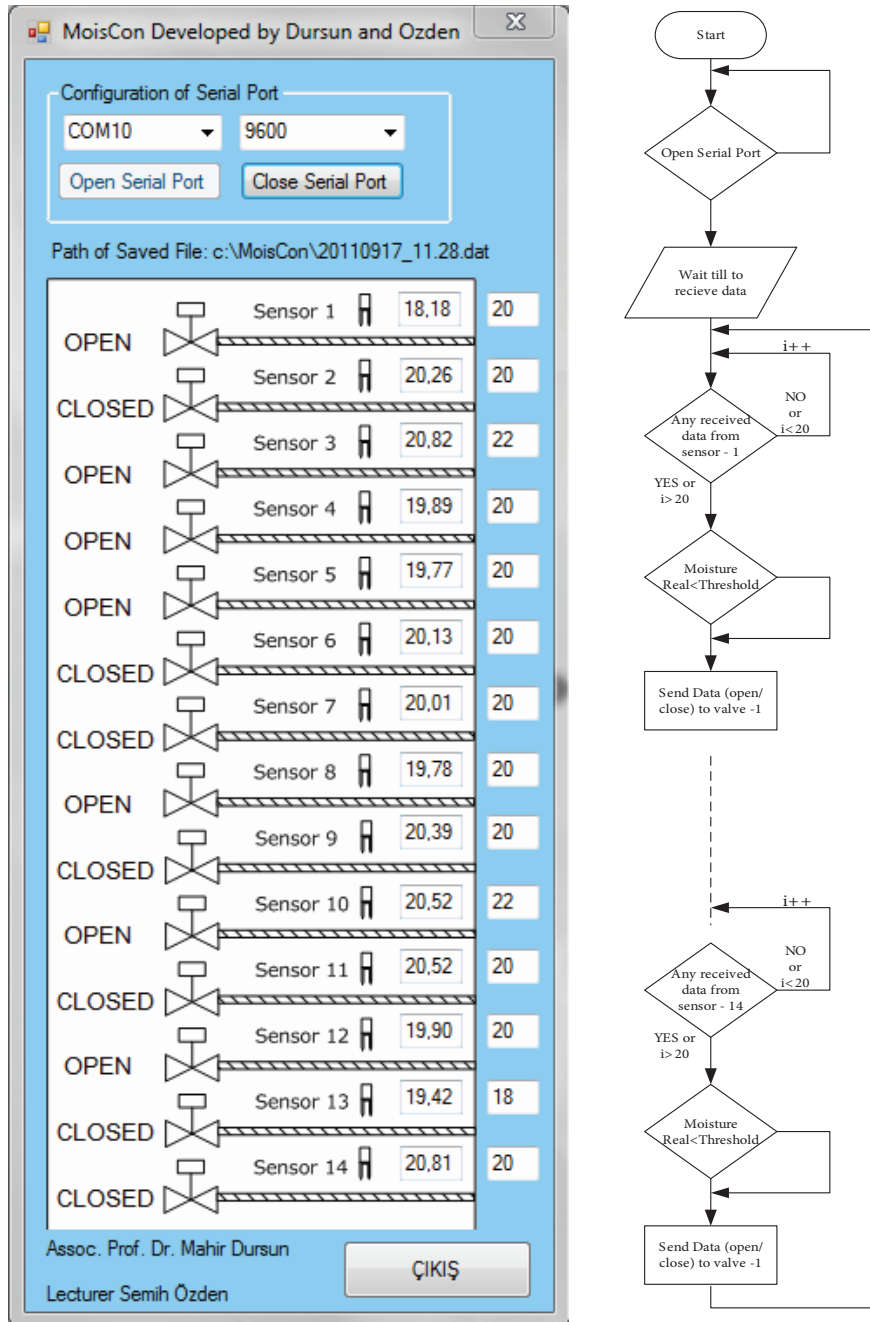 MoisCon Developed by Dursun and Ozden
Configuration of Serial Port
COM10 9600
Open Serial Port Close Serial Port
Path of Saved File: c:\MoisCon\20110917_11.28.dat
Sensor 1 18,18 20
OPEN
Sensor 2 20,26 20
CLOSED
Sensor 3 20,82 22
OPEN
Sensor 4 19,89 20
OPEN
Sensor 5 19,77 20
OPEN
Sensor 6 20,13 20
CLOSED
Sensor 7 20,01 20
CLOSED
Sensor 8 19,78 20
OPEN
Sensor 9 20,39 20
CLOSED
Sensor 10 20,52 22
OPEN
Sensor 11 20,52 20
CLOSED
Sensor 12 19,90 20
OPEN
Sensor 13 19,42 18
CLOSED
Sensor 14 20,81 20
CLOSED
Assoc. Prof. Dr. Mahir Dursun
Lecturer Semih Özden
ÇIKIŞ
Start
Open Serial Port
Wait till to
recieve data
i++
Any received
data from
sensor - 1
NO
or
i<20
YES or
i>20
Moisture
Real<Threshold
Send Data (open/
close) to valve -1
i++
Any received
data from
sensor - 14
NO
or
i<20
YES or
i>20
Moisture
Real<Threshold
Send Data (open/
close) to valve -1